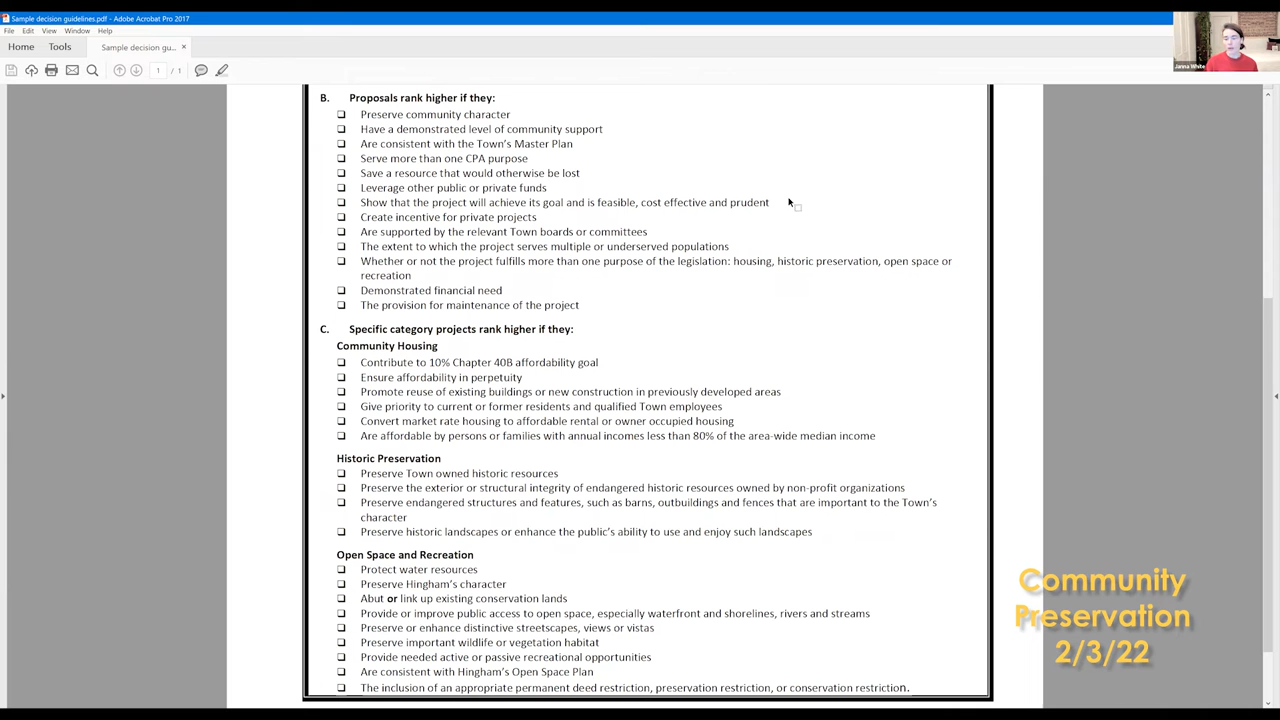 Sample decision guidelines.pdf - Adobe Acrobat Pro 2017
File Edit View Window Help
Home Tools Sample decision gu... ×
1 / 1
Janna White
B. Proposals rank higher if they:
Preserve community character
Have a demonstrated level of community support
Are consistent with the Town's Master Plan
Serve more than one CPA purpose
Save a resource that would otherwise be lost
Leverage other public or private funds
Show that the project will achieve its goal and is feasible, cost effective and prudent
Create incentive for private projects
Are supported by the relevant Town boards or committees
The extent to which the project serves multiple or underserved populations
Whether or not the project fulfills more than one purpose of the legislation: housing, historic preservation, open space or
recreation
Demonstrated financial need
The provision for maintenance of the project
C. Specific category projects rank higher if they:
Community Housing
Contribute to 10% Chapter 40B affordability goal
Ensure affordability in perpetuity
Promote reuse of existing buildings or new construction in previously developed areas
Give priority to current or former residents and qualified Town employees
Convert market rate housing to affordable rental or owner occupied housing
Are affordable by persons or families with annual incomes less than 80% of the area-wide median income
Historic Preservation
Preserve Town owned historic resources
Preserve the exterior or structural integrity of endangered historic resources owned by non-profit organizations
Preserve endangered structures and features, such as barns, outbuildings and fences that are important to the Town's
character
Preserve historic landscapes or enhance the public's ability to use and enjoy such landscapes
Open Space and Recreation
Protect water resources
Preserve Hingham's character
Abut or link up existing conservation lands
Provide or improve public access to open space, especially waterfront and shorelines, rivers and streams
Preserve or enhance distinctive streetscapes, views or vistas
Preserve important wildlife or vegetation habitat
Provide needed active or passive recreational opportunities
Are consistent with Hingham's Open Space Plan
The inclusion of an appropriate permanent deed restriction, preservation restriction, or conservation restriction.
Community
Preservation
2/3/22